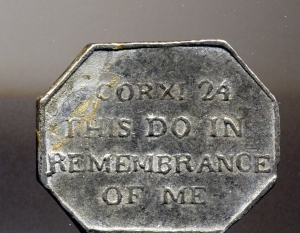 COR XI 24
THIS DO IN
REMEMBRANCE
OF ME